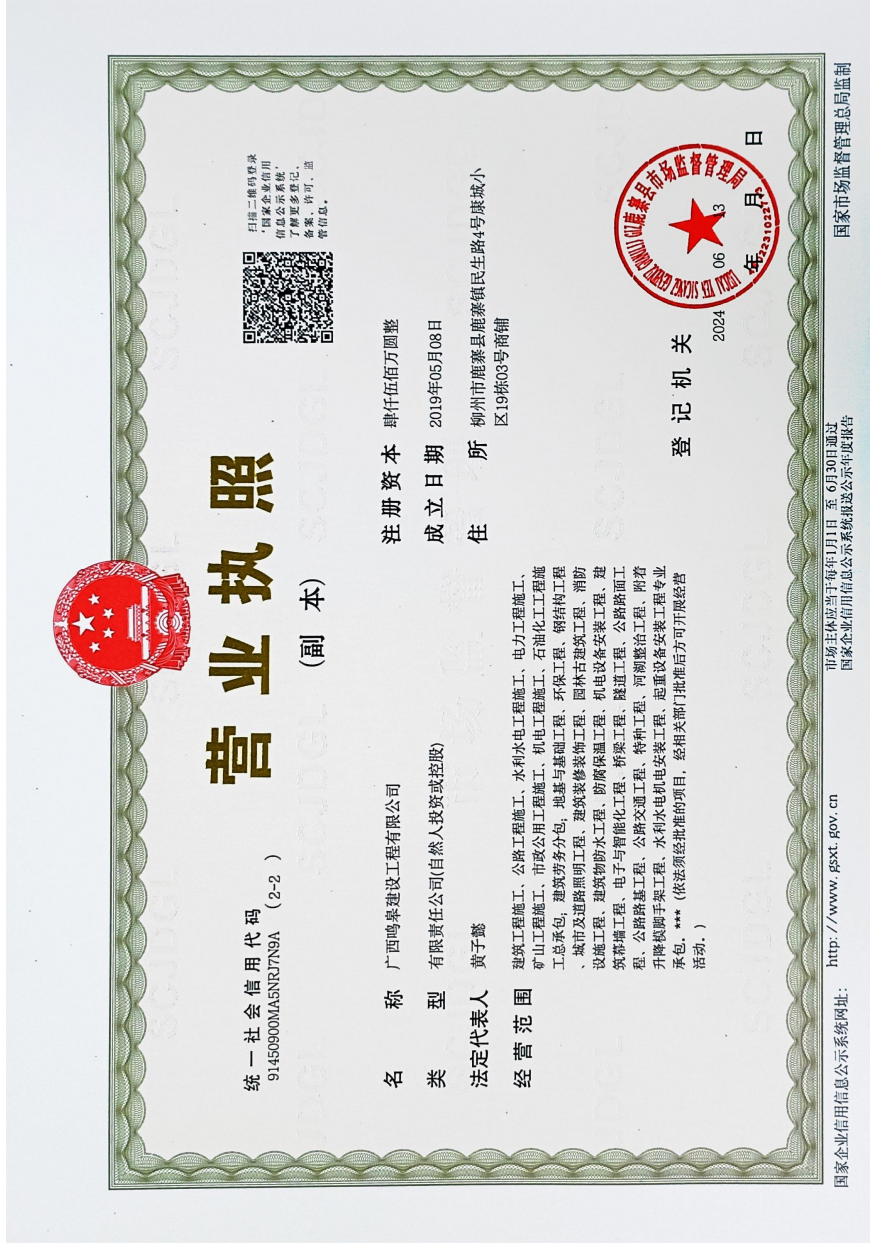 统一社会信用代码
91450900MA5NRJ7N9A （2-2 ）
营业执照
(副 本)
扫描二维码登录
'国家企业信用
信息公示系统'
了解更多登记、
备案、许可、监
管信息。
名 称 广西鸣皋建设工程有限公司
类 型 有限责任公司(自然人投资或控股)
法定代表人 黄子懿
经营范围 建筑工程施工、公路工程施工、水利水电工程施工、电力工程施工、
矿山工程施工、市政公用工程施工、机电工程施工、石油化工工程施
工总承包；建筑劳务分包；地基与基础工程、环保工程、钢结构工程
、城市及道路照明工程、建筑装修装饰工程、园林古建筑工程、消防
设施工程、建筑物防水工程、防腐保温工程、机电设备安装工程、建
筑幕墙工程、电子与智能化工程、桥梁工程、隧道工程、公路路面工
程、公路路基工程、公路交通工程、特种工程、河湖整治工程、附着
升降模脚手架工程、水利水电机电安装工程、起重设备安装工程专业
承包。***（依法须经批准的项目，经相关部门批准后方可开展经营
活动。）
注册资本 肆仟伍佰万圆整
成立日期 2019年05月08日
住 所 柳州市鹿寨县鹿寨镇民生路4号康城小
区19栋03号商铺
登记机关
鹿寨县市场监督管理局
2024 年 06 月 13 日
国家企业信用信息公示系统网址： http: //www. gsxt. gov. cn
市场主体应当于每年1月1日 至 6月30日通过
国家企业信用信息公示系统报送公示年度报告
国家市场监督管理总局监制